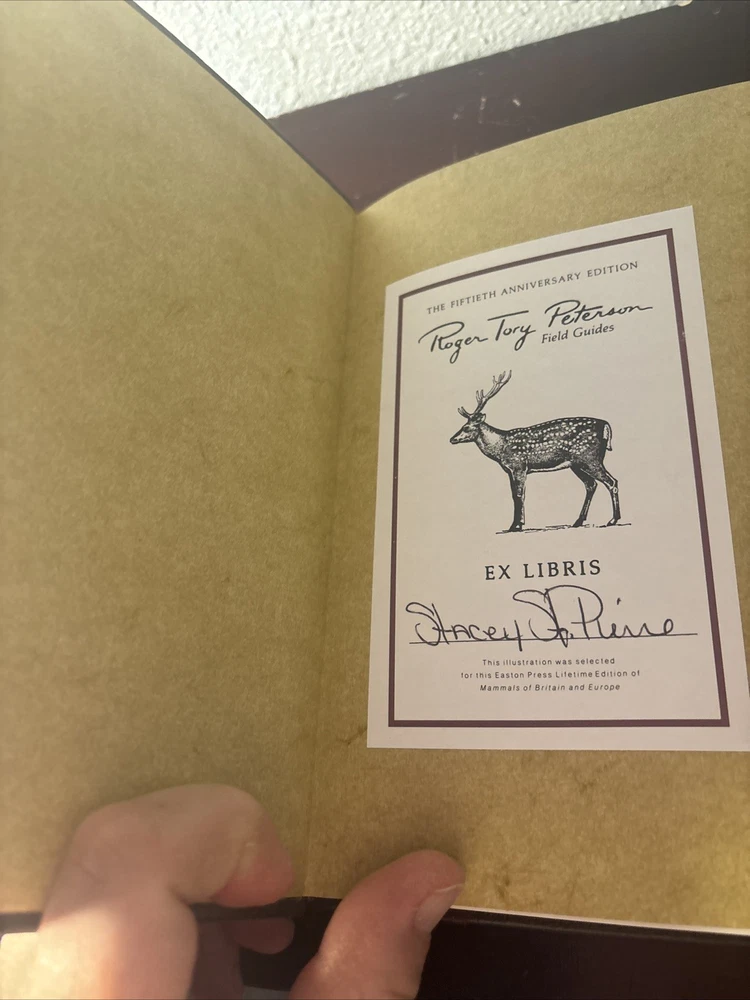 THE FIFTIETH ANNIVERSARY EDITION
Roger Tory Peterson
Field Guides
EX LIBRIS
Stacey St. Pierre
This illustration was selected
for this Easton Press Lifetime Edition of
Mammals of Britain and Europe